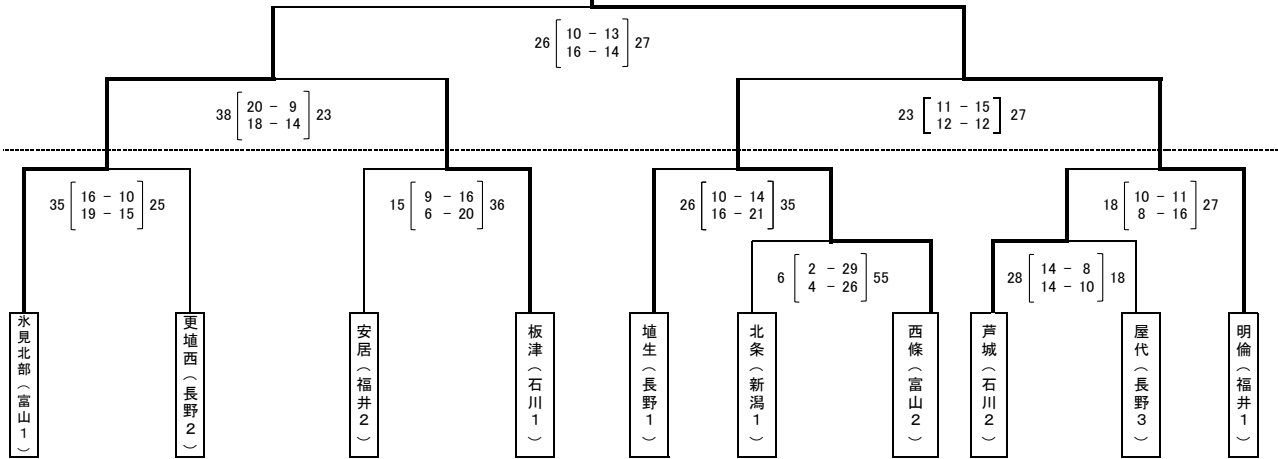 26 [10 - 13] 27
16 - 14
38 [20 - 9] 23
18 - 14
23 [11 - 15] 27
12 - 12
35 [16 - 10] 25
19 - 15
15 [9 - 16] 36
6 - 20
26 [10 - 14] 35
16 - 21
18 [10 - 11] 27
8 - 16
6 [2 - 29] 55
4 - 26
28 [14 - 8] 18
14 - 10
氷見北部(富山1)
更埴西(長野2)
安居(福井2)
板津(石川1)
埴生(長野1)
北条(新潟1)
西條(富山2)
芦城(石川2)
屋代(長野3)
明倫(福井1)